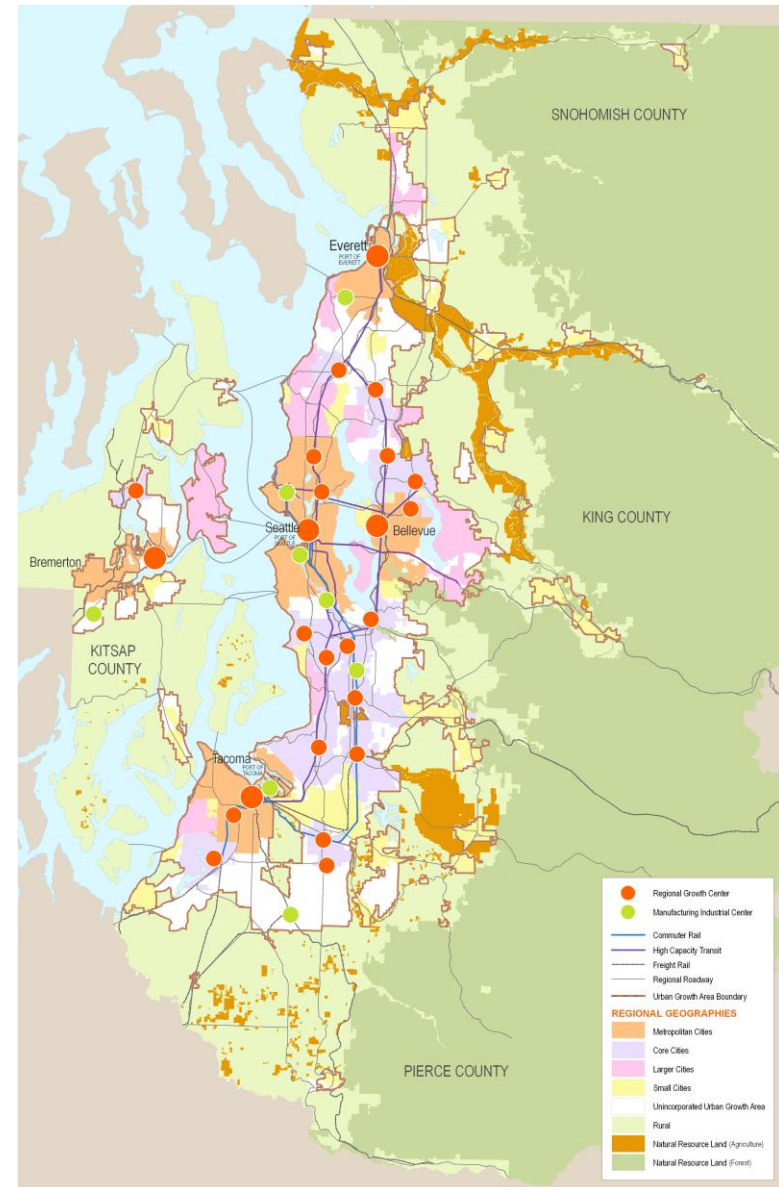 SNOHOMISH COUNTY
Everett
PORT OF
EVERETT
Seattle
PORT OF
SEATTLE
Bellevue
KING COUNTY
Bremerton
KITSAP
COUNTY
Tacoma
PORT OF
TACOMA
PIERCE COUNTY
Regional Growth Center
Manufacturing Industrial Center
Commuter Rail
High Capacity Transit
Freight Rail
Regional Roadway
Urban Growth Area Boundary
REGIONAL GEOGRAPHIES
Metropolitan Cities
Core Cities
Larger Cities
Small Cities
Unincorporated Urban Growth Area
Rural
Natural Resource Land (Agriculture)
Natural Resource Land (Forest)